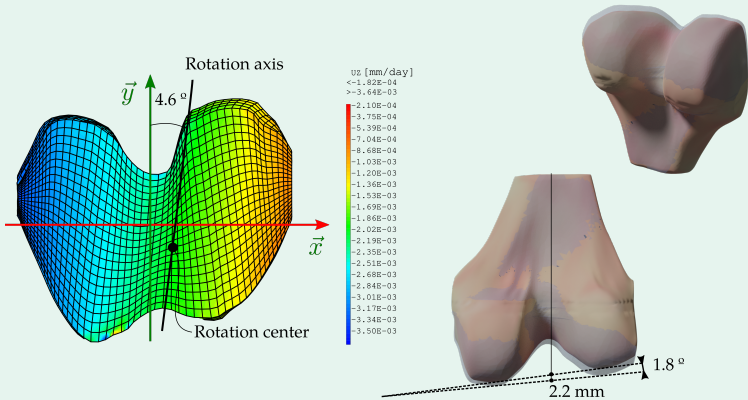 Rotation axis
y
4.6 º
x
Rotation center
UZ [mm/day]
<-1.82E-04
>-3.64E-03
-2.10E-04
-3.75E-04
-5.39E-04
-7.04E-04
-8.68E-04
-1.03E-03
-1.20E-03
-1.36E-03
-1.53E-03
-1.69E-03
-1.86E-03
-2.02E-03
-2.19E-03
-2.35E-03
-2.51E-03
-2.68E-03
-2.84E-03
-3.01E-03
-3.17E-03
-3.34E-03
-3.50E-03
1.8 º
2.2 mm